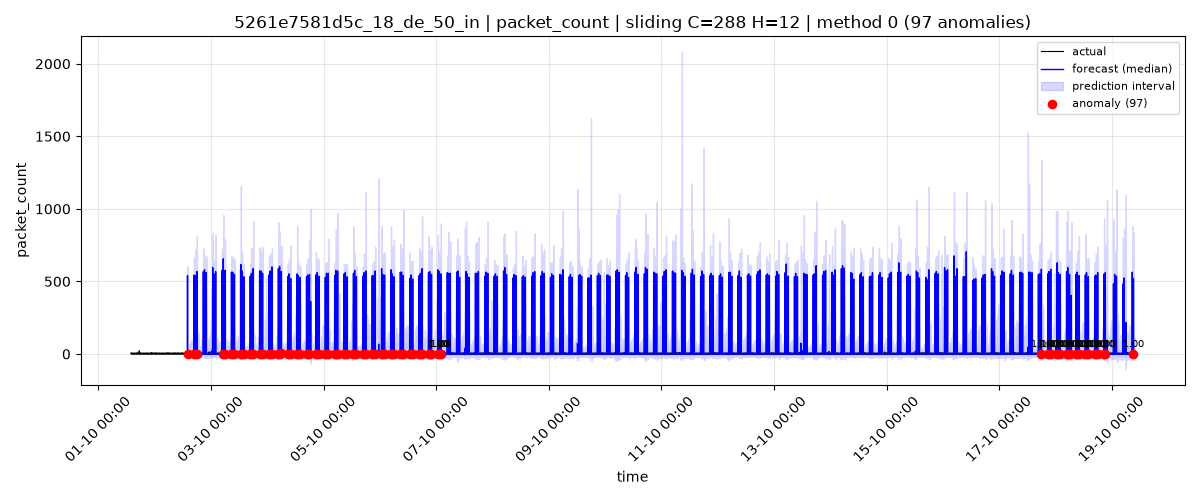 5261e7581d5c_18_de_50_in | packet_count | sliding C=288 H=12 | method 0 (97 anomalies)
actual
forecast (median)
prediction interval
anomaly (97)
packet_count
2000
1500
1000
500
0
1.00
01-10 00:00
03-10 00:00
05-10 00:00
07-10 00:00
09-10 00:00
11-10 00:00
13-10 00:00
15-10 00:00
17-10 00:00
19-10 00:00
time